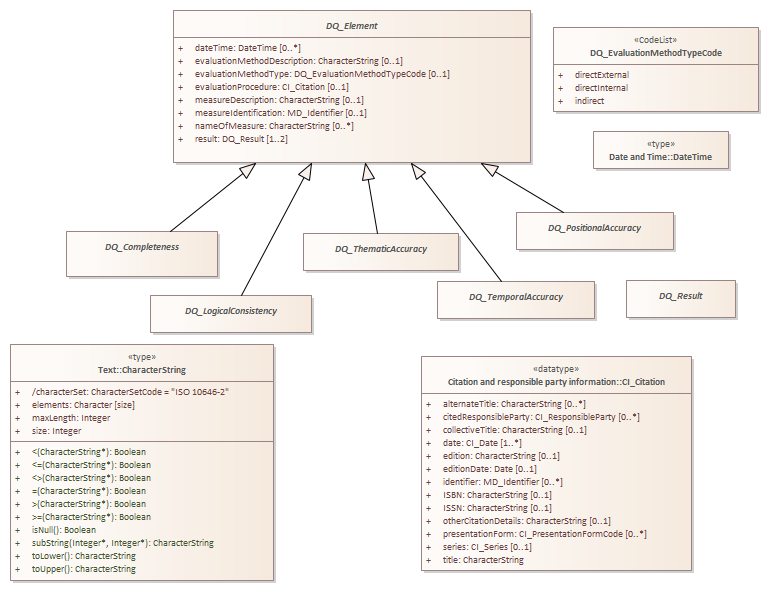 DQ_Element
+ dateTime: DateTime [0..*]
+ evaluationMethodDescription: CharacterString [0..1]
+ evaluationMethodType: DQ_EvaluationMethodTypeCode [0..1]
+ evaluationProcedure: CI_Citation [0..1]
+ measureDescription: CharacterString [0..1]
+ measureIdentification: MD_Identifier [0..1]
+ nameOfMeasure: CharacterString [0..*]
+ result: DQ_Result [1..2]
«CodeList»
DQ_EvaluationMethodTypeCode
+ directExternal
+ directInternal
+ indirect
«type»
Date and Time::DateTime
DQ_Completeness
DQ_ThematicAccuracy
DQ_PositionalAccuracy
DQ_LogicalConsistency
DQ_TemporalAccuracy
DQ_Result
«type»
Text::CharacterString
+ /characterSet: CharacterSetCode = "ISO 10646-2"
+ elements: Character [size]
+ maxLength: Integer
+ size: Integer
+ <(CharacterString*): Boolean
+ <=(CharacterString*): Boolean
+ <>(CharacterString*): Boolean
+ =(CharacterString*): Boolean
+ >(CharacterString*): Boolean
+ >=(CharacterString*): Boolean
+ isNull(): Boolean
+ subString(Integer*, Integer*): CharacterString
+ toLower(): CharacterString
+ toUpper(): CharacterString
«datatype»
Citation and responsible party information::CI_Citation
+ alternateTitle: CharacterString [0..*]
+ citedResponsibleParty: CI_ResponsibleParty [0..*]
+ collectiveTitle: CharacterString [0..1]
+ date: CI_Date [1..*]
+ edition: CharacterString [0..1]
+ editionDate: Date [0..1]
+ identifier: MD_Identifier [0..*]
+ ISBN: CharacterString [0..1]
+ ISSN: CharacterString [0..1]
+ otherCitationDetails: CharacterString [0..1]
+ presentationForm: CI_PresentationFormCode [0..*]
+ series: CI_Series [0..1]
+ title: CharacterString